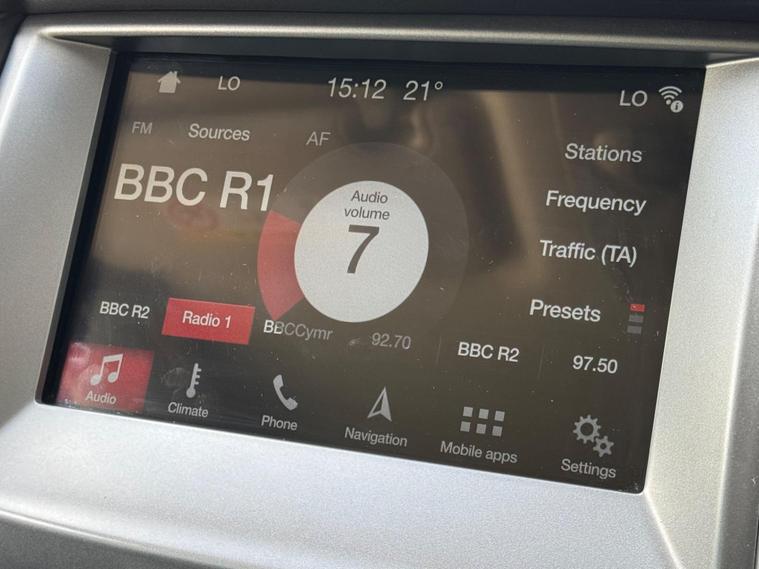 LO 15:12 21° LO
FM Sources AF
BBC R1
Audio
volume
7
Stations
Frequency
Traffic (TA)
Presets
BBC R2 Radio 1 BBCCymr 92.70 BBC R2 97.50
Audio Climate Phone Navigation Mobile apps Settings